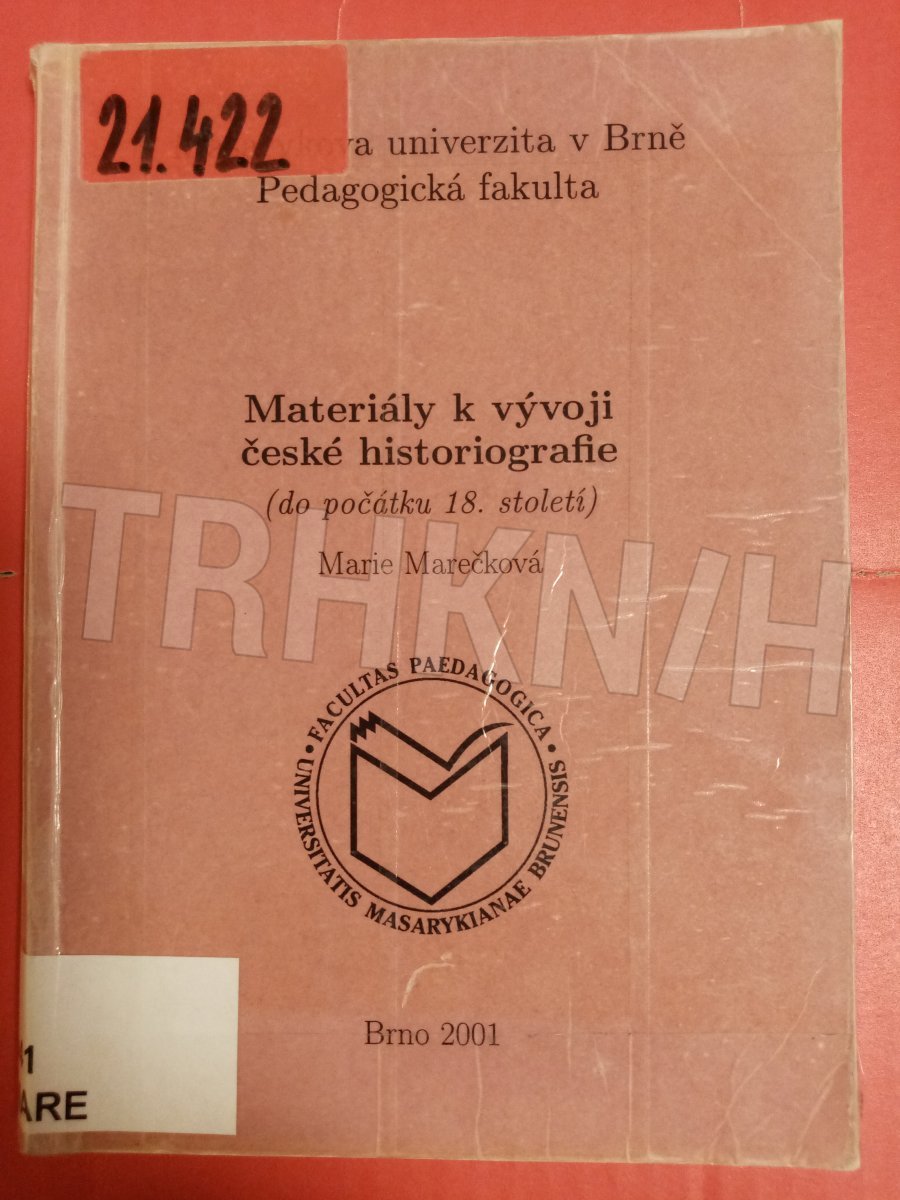 21.422
univerzita v Brně
Pedagogická fakulta
Materiály k vývoji
české historiografie
(do počátku 18. století)
Marie Marečková
TRHKNIH
FACULTAS PAEDAGOGICA • UNIVERSITATIS MASARYKIANAE BRUNENSIS •
Brno 2001
1
ARE